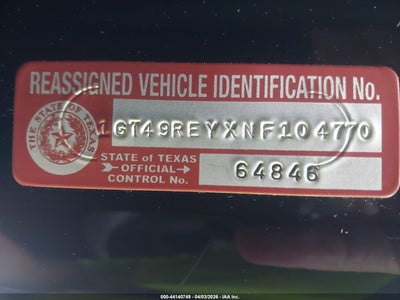 REASSIGNED VEHICLE IDENTIFICATION No.
THE STATE OF TEXAS
1GT49REYXNF104770
STATE of TEXAS
OFFICIAL
CONTROL No.
64846
000-44140749 - 04/03/2026 - IAA Inc.